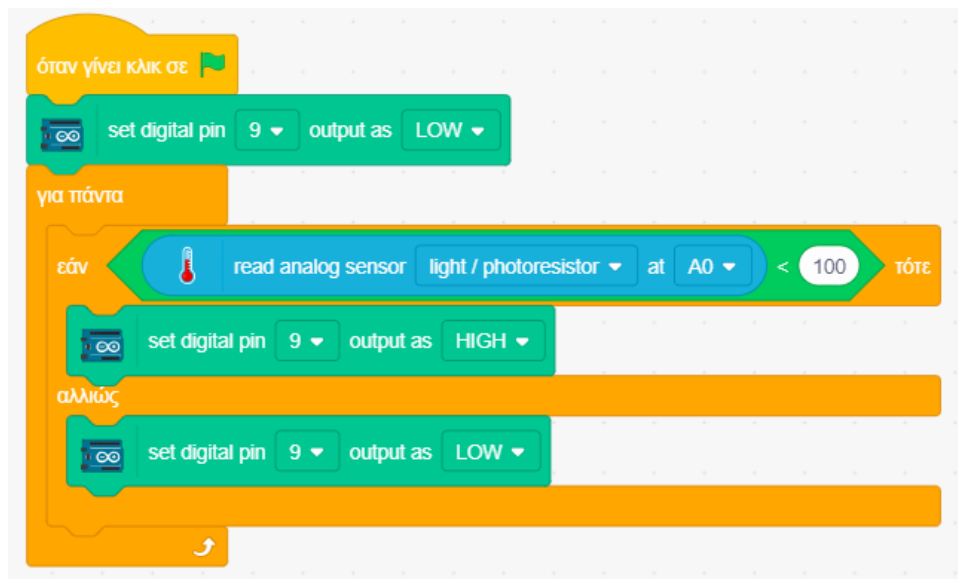 όταν γίνει κλικ σε
set digital pin 9 output as LOW
για πάντα
εάν read analog sensor light / photoresistor at A0 < 100 τότε
set digital pin 9 output as HIGH
αλλιώς
set digital pin 9 output as LOW